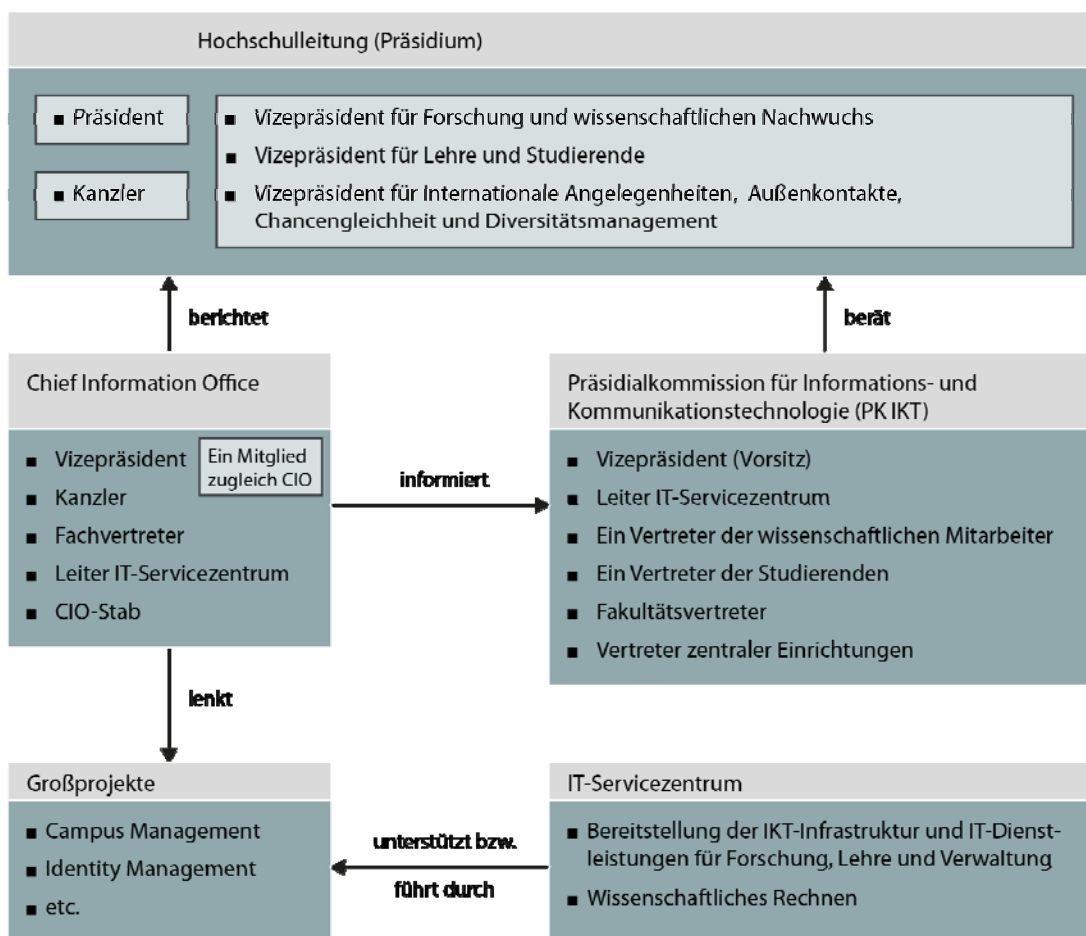 Hochschulleitung (Präsidium)
■ Präsident
■ Kanzler
■ Vizepräsident für Forschung und wissenschaftlichen Nachwuchs
■ Vizepräsident für Lehre und Studierende
■ Vizepräsident für Internationale Angelegenheiten, Außenkontakte,
Chancengleichheit und Diversitätsmanagement
berichtet
berät
Chief Information Office
■ Vizepräsident
■ Kanzler
■ Fachvertreter
■ Leiter IT-Servicezentrum
■ CIO-Stab
Ein Mitglied
zugleich CIO
informiert
Präsidialkommission für Informations- und
Kommunikationstechnologie (PK IKT)
■ Vizepräsident (Vorsitz)
■ Leiter IT-Servicezentrum
■ Ein Vertreter der wissenschaftlichen Mitarbeiter
■ Ein Vertreter der Studierenden
■ Fakultätsvertreter
■ Vertreter zentraler Einrichtungen
lenkt
Großprojekte
■ Campus Management
■ Identity Management
■ etc.
unterstützt bzw.
führt durch
IT-Servicezentrum
■ Bereitstellung der IKT-Infrastruktur und IT-Dienst-
leistungen für Forschung, Lehre und Verwaltung
■ Wissenschaftliches Rechnen